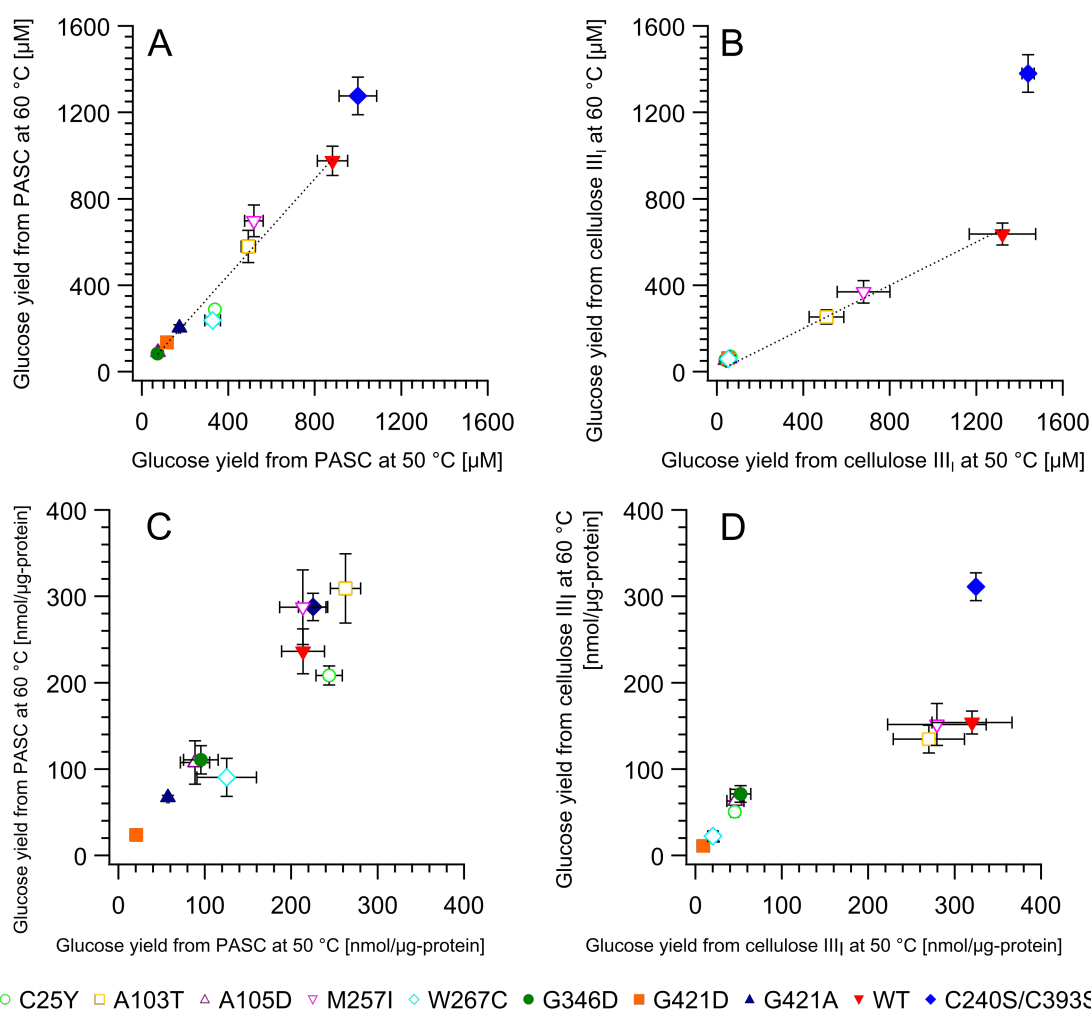 A
Glucose yield from PASC at 60 °C [µM]
1600
1200
800
400
0
0 400 800 1200 1600
Glucose yield from PASC at 50 °C [µM]
B
Glucose yield from cellulose IIII at 60 °C [µM]
1600
1200
800
400
0
0 400 800 1200 1600
Glucose yield from cellulose IIII at 50 °C [µM]
C
Glucose yield from PASC at 60 °C [nmol/µg-protein]
400
300
200
100
0
0 100 200 300 400
Glucose yield from PASC at 50 °C [nmol/µg-protein]
D
Glucose yield from cellulose IIII at 60 °C
[nmol/µg-protein]
400
300
200
100
0
0 100 200 300 400
Glucose yield from cellulose IIII at 50 °C [nmol/µg-protein]
C25Y A103T A105D M257I W267C G346D G421D G421A WT C240S/C393S